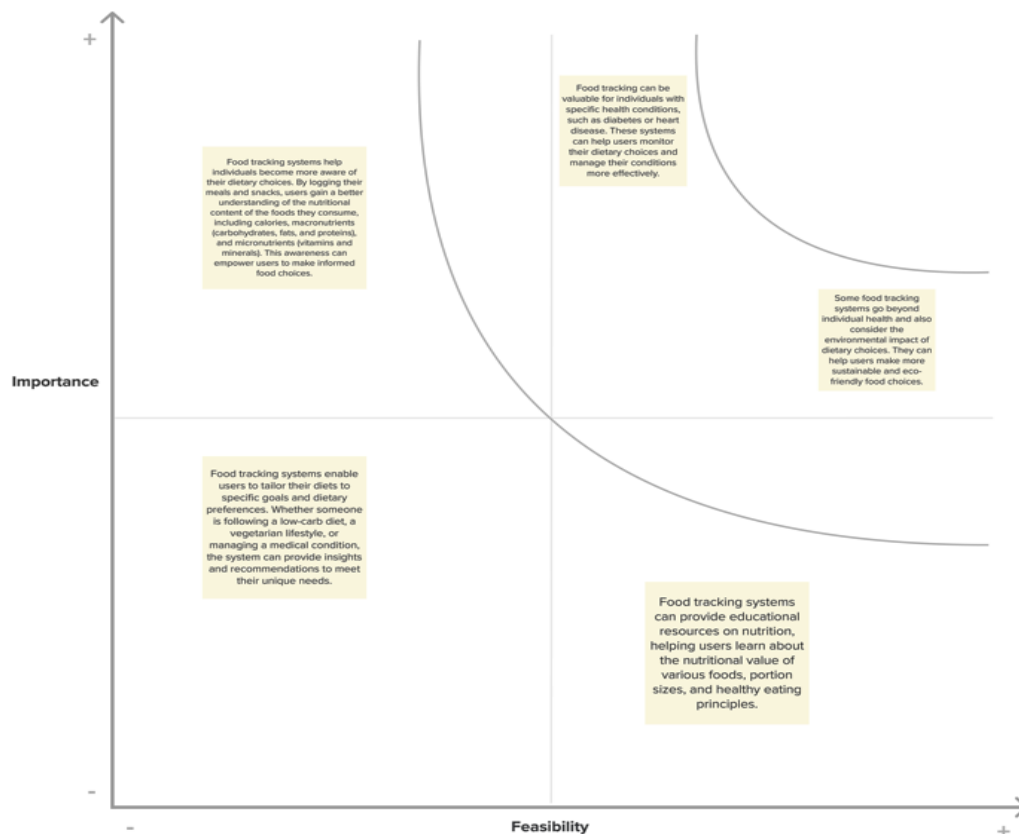 +
Food tracking can be
valuable for individuals with
specific health conditions,
such as diabetes or heart
disease. These systems
can help users monitor
their dietary choices and
manage their conditions
more effectively.
Food tracking systems help
individuals become more aware of
their dietary choices. By logging their
meals and snacks, users gain a better
understanding of the nutritional
content of the foods they consume,
including calories, macronutrients
(carbohydrates, fats, and proteins),
and micronutrients (vitamins and
minerals). This awareness can
empower users to make informed
food choices.
Some food tracking
systems go beyond
individual health and also
consider the
environmental impact of
dietary choices. They can
help users make more
sustainable and eco-
friendly food choices.
Importance
Food tracking systems enable
users to tailor their diets to
specific goals and dietary
preferences. Whether someone
is following a low-carb diet, a
vegetarian lifestyle, or
managing a medical condition,
the system can provide insights
and recommendations to meet
their unique needs.
Food tracking systems
can provide educational
resources on nutrition,
helping users learn about
the nutritional value of
various foods, portion
sizes, and healthy eating
principles.
-
-
Feasibility
+